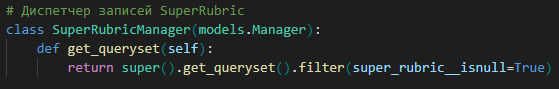 # Диспетчер записей SuperRubric
class SuperRubricManager(models.Manager):
    def get_queryset(self):
        return super().get_queryset().filter(super_rubric__isnull=True)